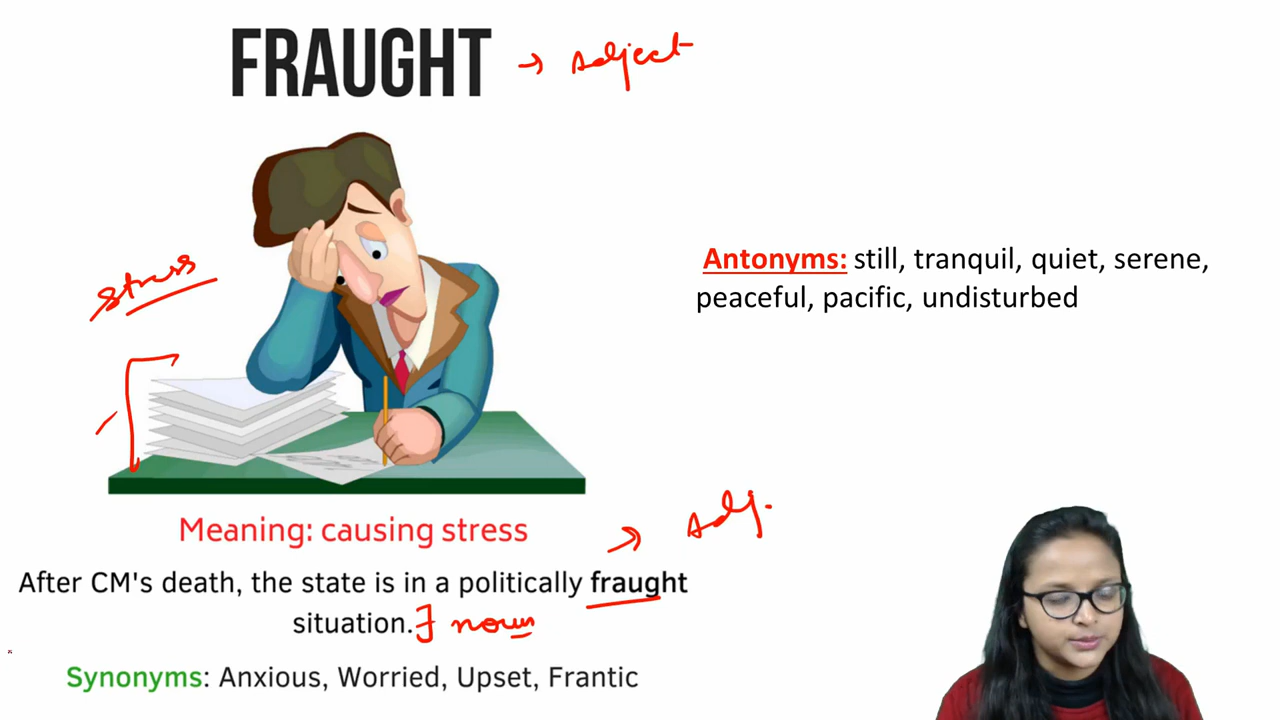 FRAUGHT → Adject
stress
Antonyms: still, tranquil, quiet, serene,
peaceful, pacific, undisturbed
Meaning: causing stress
→ Adj.
After CM's death, the state is in a politically fraught
situation. noun
Synonyms: Anxious, Worried, Upset, Frantic